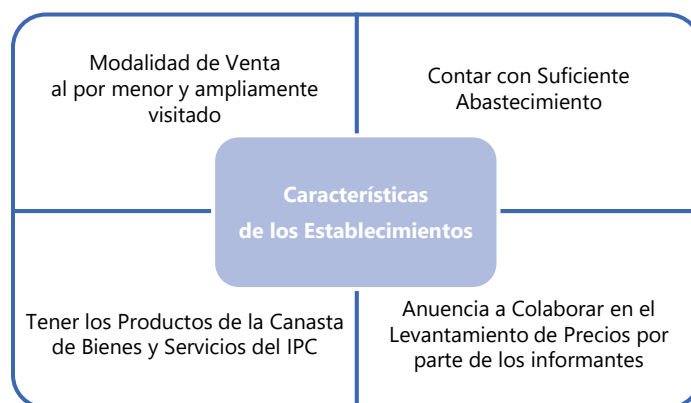 Modalidad de Venta
al por menor y ampliamente
visitado
Contar con Suficiente
Abastecimiento
Características
de los Establecimientos
Tener los Productos de la Canasta
de Bienes y Servicios del IPC
Anuencia a Colaborar en el
Levantamiento de Precios por
parte de los informantes